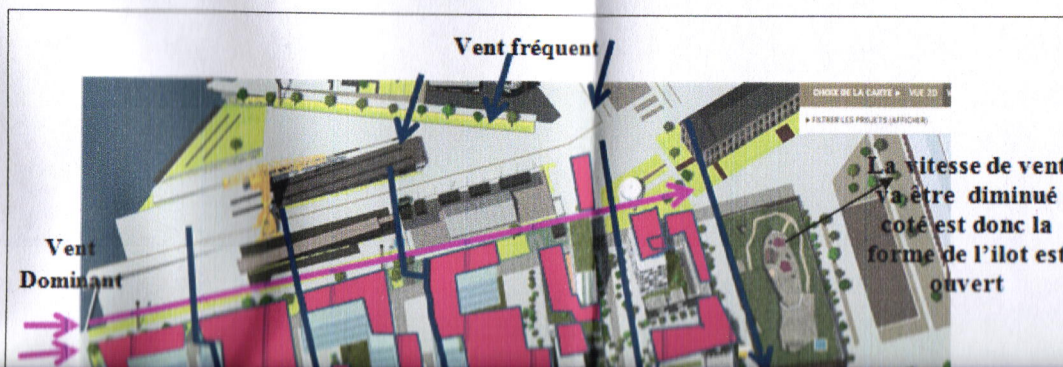 Vent fréquent
CHOIX DE LA CARTE ▸ VUE 2D V
▸ FILTRER LES PROJETS (AFFICHER)
La vitesse de vent
va être diminué
coté est donc la
forme de l'ilot est
ouvert
Vent
Dominant